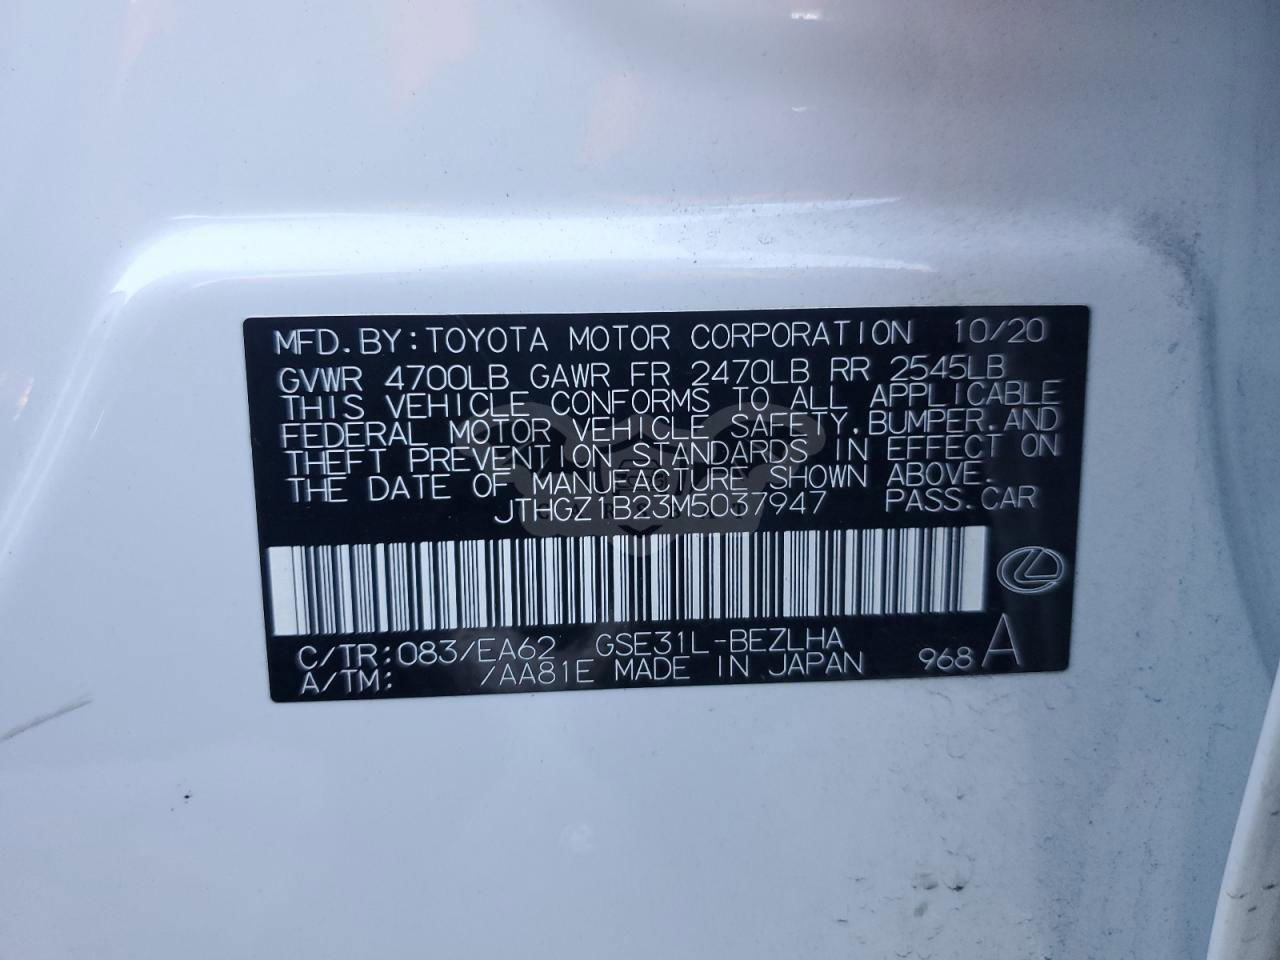 MFD.BY:TOYOTA MOTOR CORPORATION 10/20
GVWR 4700LB GAWR FR 2470LB RR 2545LB
THIS VEHICLE CONFORMS TO ALL APPLICABLE
FEDERAL MOTOR VEHICLE SAFETY,BUMPER,AND
THEFT PREVENTION STANDARDS IN EFFECT ON
THE DATE OF MANUFACTURE SHOWN ABOVE.
JTHGZ1B23M5037947 PASS.CAR
C/TR:083/EA62 GSE31L-BEZLHA
A/TM: /AA81E MADE IN JAPAN 968 A